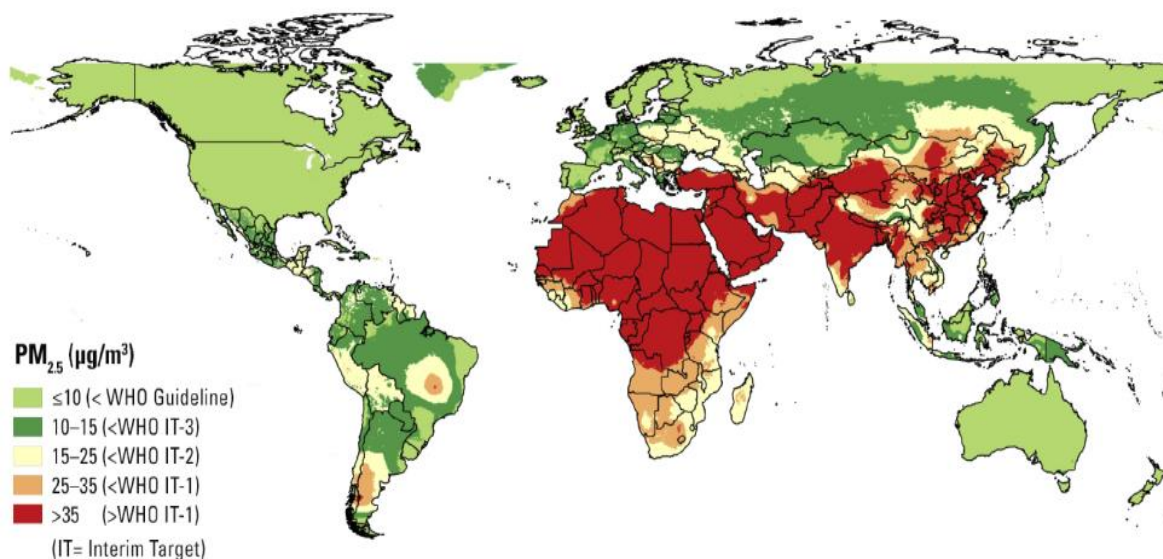 PM2.5 (µg/m³)
≤10 (< WHO Guideline)
10–15 (<WHO IT-3)
15–25 (<WHO IT-2)
25–35 (<WHO IT-1)
>35 (>WHO IT-1)
(IT= Interim Target)